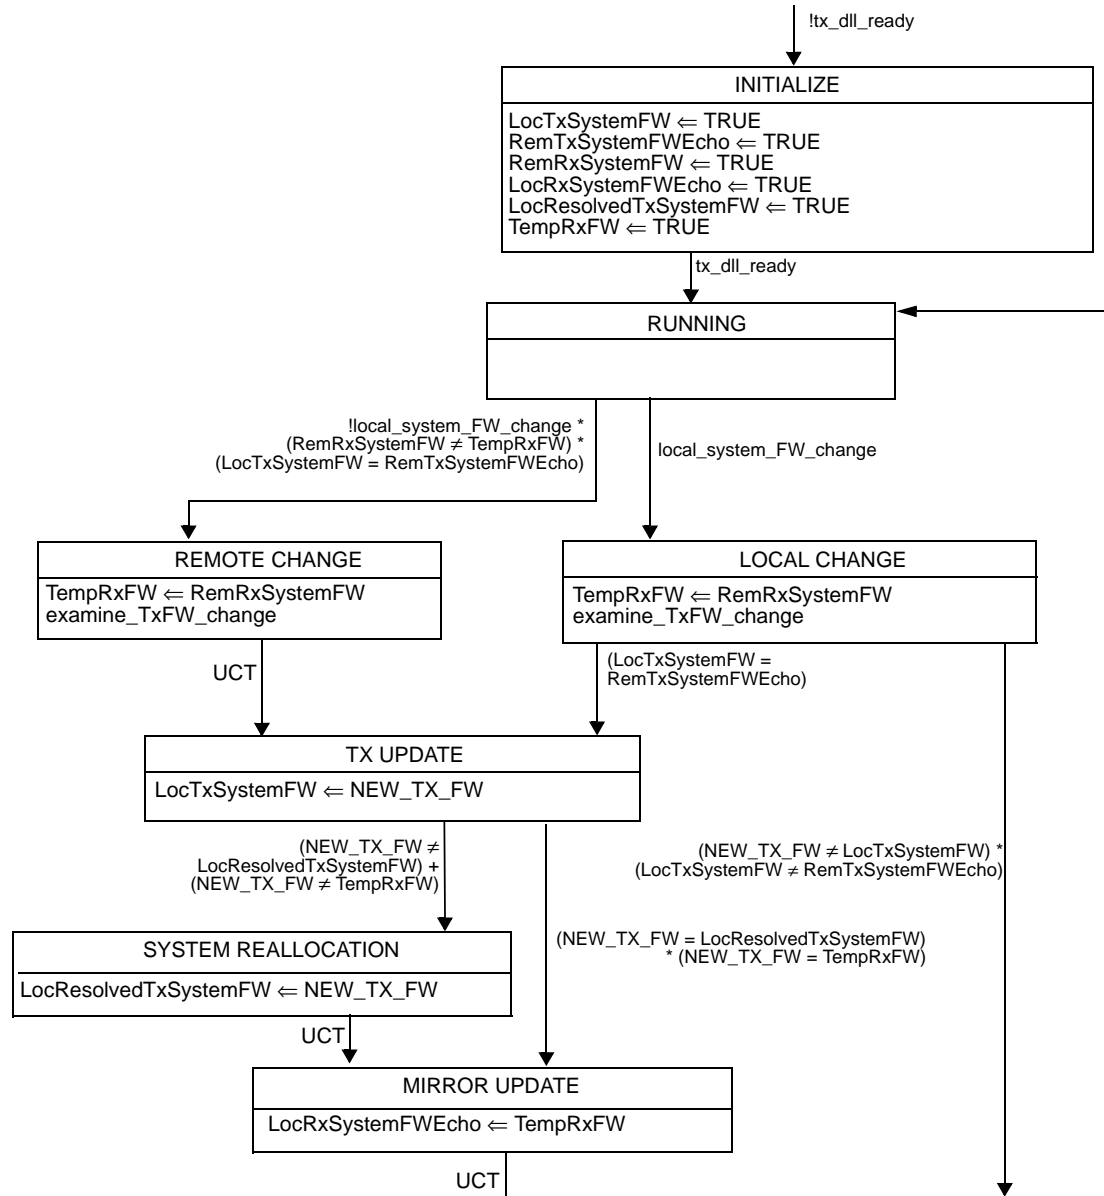 !tx_dll_ready
INITIALIZE
LocTxSystemFW ⇐ TRUE
RemTxSystemFWEcho ⇐ TRUE
RemRxSystemFW ⇐ TRUE
LocRxSystemFWEcho ⇐ TRUE
LocResolvedTxSystemFW ⇐ TRUE
TempRxFW ⇐ TRUE
tx_dll_ready
RUNNING
!local_system_FW_change *
(RemRxSystemFW ≠ TempRxFW) *
(LocTxSystemFW = RemTxSystemFWEcho)
local_system_FW_change
REMOTE CHANGE
TempRxFW ⇐ RemRxSystemFW
examine_TxFW_change
LOCAL CHANGE
TempRxFW ⇐ RemRxSystemFW
examine_TxFW_change
UCT
(LocTxSystemFW =
RemTxSystemFWEcho)
TX UPDATE
LocTxSystemFW ⇐ NEW_TX_FW
(NEW_TX_FW ≠
LocResolvedTxSystemFW) +
(NEW_TX_FW ≠ TempRxFW)
(NEW_TX_FW ≠ LocTxSystemFW) *
(LocTxSystemFW ≠ RemTxSystemFWEcho)
SYSTEM REALLOCATION
LocResolvedTxSystemFW ⇐ NEW_TX_FW
(NEW_TX_FW = LocResolvedTxSystemFW)
* (NEW_TX_FW = TempRxFW)
UCT
MIRROR UPDATE
LocRxSystemFWEcho ⇐ TempRxFW
UCT